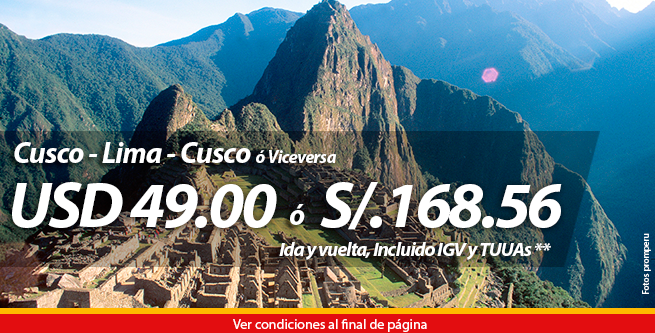 Cusco - Lima - Cusco ó Viceversa
USD 49.00 ó S/.168.56
Ida y vuelta, Incluido IGV y TUUAs **
Fotos promperu
Ver condiciones al final de página